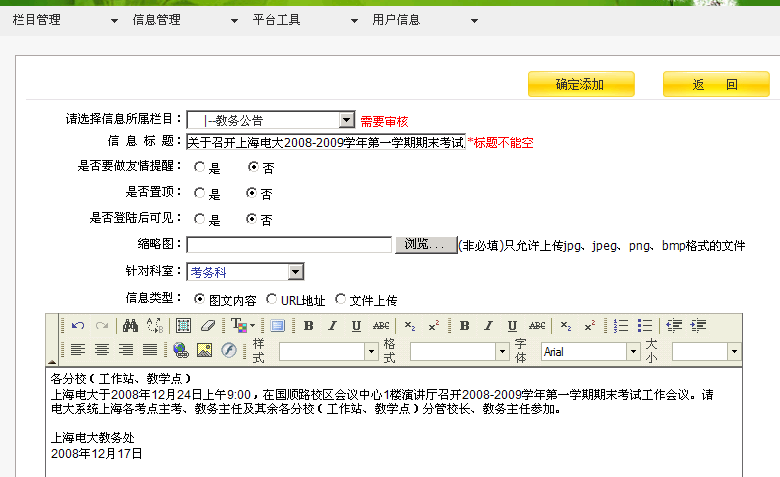 栏目管理 信息管理 平台工具 用户信息
确定添加 返 回
请选择信息所属栏目： |--教务公告 需要审核
信 息 标 题： 关于召开上海电大2008-2009学年第一学期期末考试 *标题不能空
是否要做友情提醒： 是 否
是否置顶： 是 否
是否登陆后可见： 是 否
缩略图： 浏览... (非必填)只允许上传jpg、jpeg、png、bmp格式的文件
针对科室： 考务科
信息类型： 图文内容 URL地址 文件上传
B I U ABC X₂ X² B I U ABC X₂ X²
样式 格式 字体 Arial 大小
各分校（工作站、教学点）
上海电大于2008年12月24日上午9:00，在国顺路校区会议中心1楼演讲厅召开2008-2009学年第一学期期末考试工作会议。请
电大系统上海各考点主考、教务主任及其余各分校（工作站、教学点）分管校长、教务主任参加。
上海电大教务处
2008年12月17日